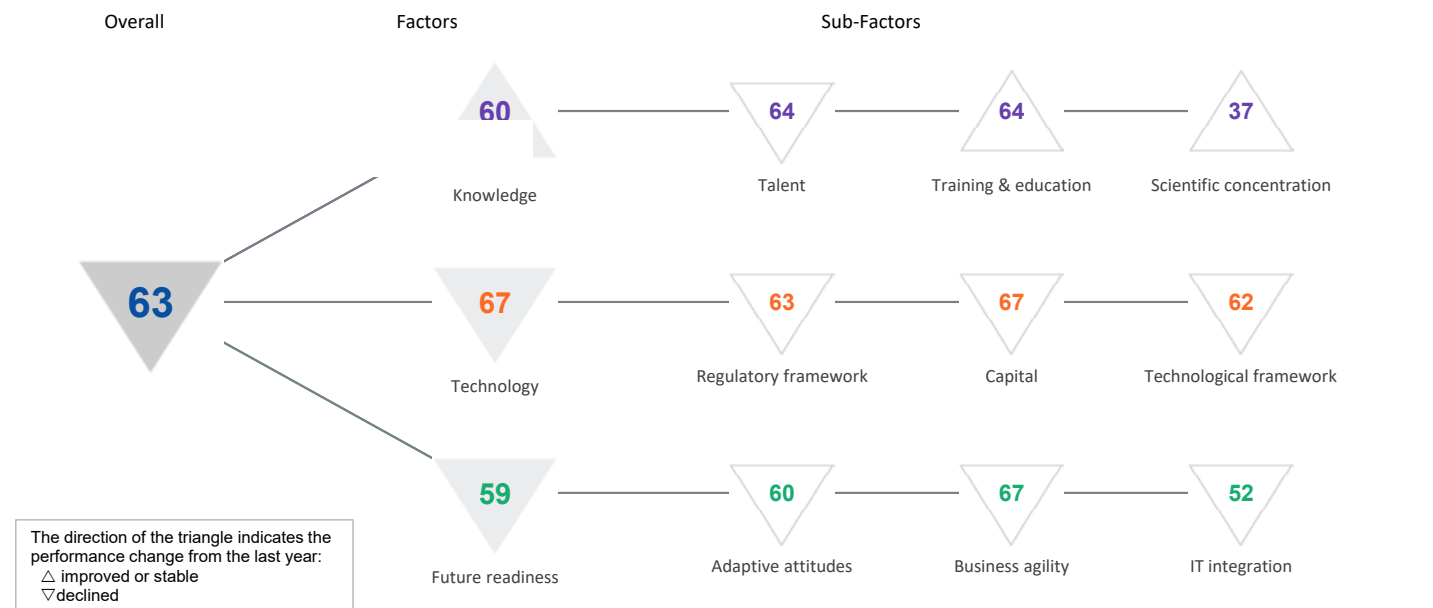 Overall Factors Sub-Factors
60 64 64 37
Knowledge Talent Training & education Scientific concentration
63 67 63 67 62
Technology Regulatory framework Capital Technological framework
59 60 67 52
Future readiness Adaptive attitudes Business agility IT integration
The direction of the triangle indicates the
performance change from the last year:
△ improved or stable
▽declined